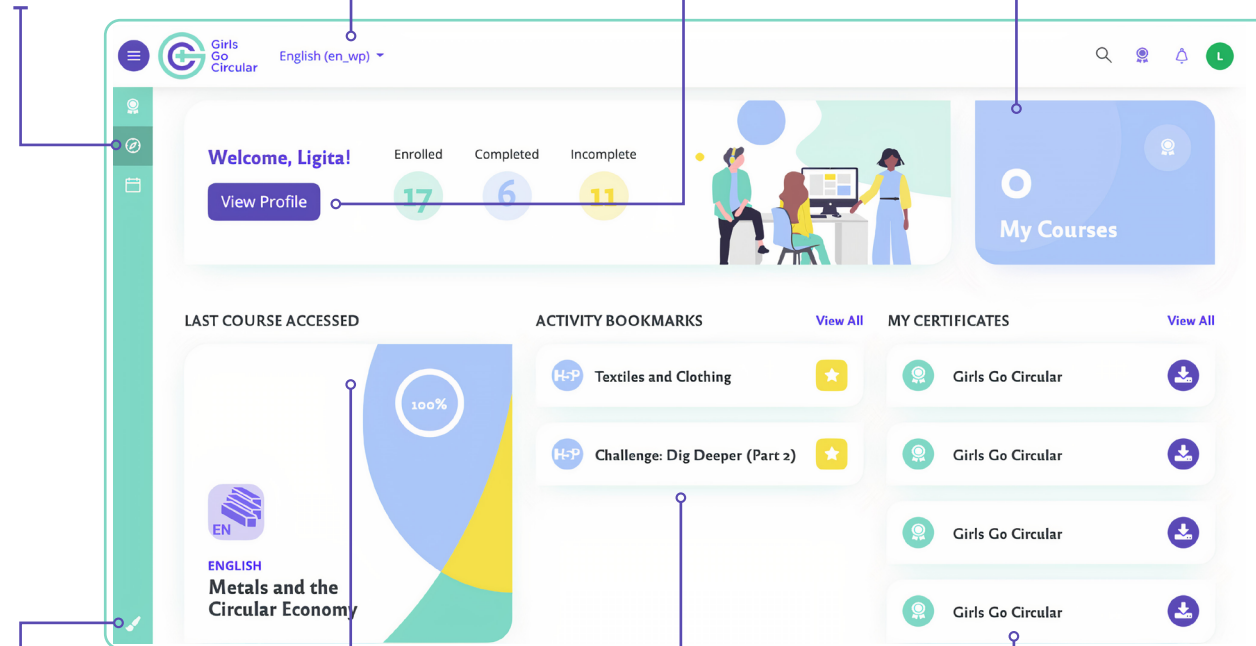 Girls
Go
Circular
English (en_wp)
L
Welcome, Ligita!
View Profile
Enrolled
Completed
Incomplete
17
6
11
0
My Courses
LAST COURSE ACCESSED
100%
EN
ENGLISH
Metals and the
Circular Economy
ACTIVITY BOOKMARKS
View All
H-P
Textiles and Clothing
H-P
Challenge: Dig Deeper (Part 2)
MY CERTIFICATES
View All
Girls Go Circular
Girls Go Circular
Girls Go Circular
Girls Go Circular